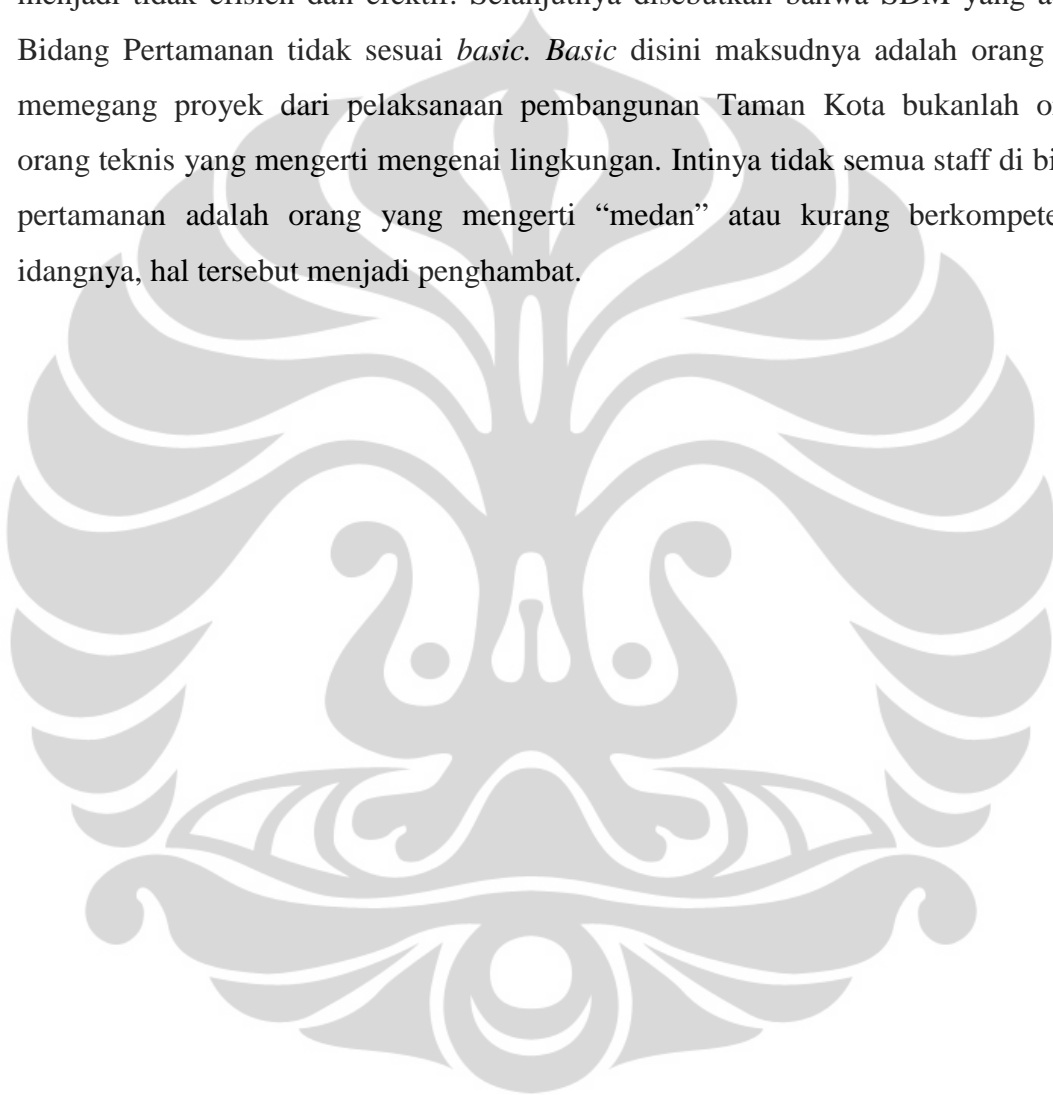 menjadi tidak efisien dan efektif. Selanjutnya disebutkan bahwa SDM yang a
Bidang Pertamanan tidak sesuai basic. Basic disini maksudnya adalah orang
memegang proyek dari pelaksanaan pembangunan Taman Kota bukanlah o
orang teknis yang mengerti mengenai lingkungan. Intinya tidak semua staff di bi
pertamanan adalah orang yang mengerti “medan” atau kurang berkompete
idangnya, hal tersebut menjadi penghambat.